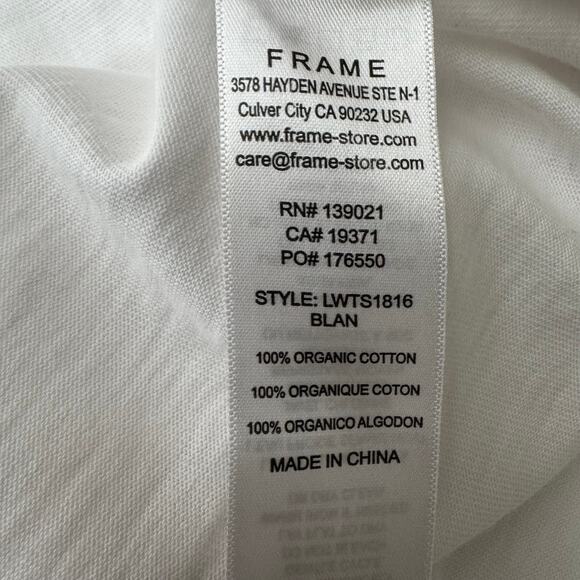 FRAME
3578 HAYDEN AVENUE STE N-1
Culver City CA 90232 USA
www.frame-store.com
care@frame-store.com
RN# 139021
CA# 19371
PO# 176550
STYLE: LWTS1816
BLAN
100% ORGANIC COTTON
100% ORGANIQUE COTON
100% ORGANICO ALGODON
MADE IN CHINA